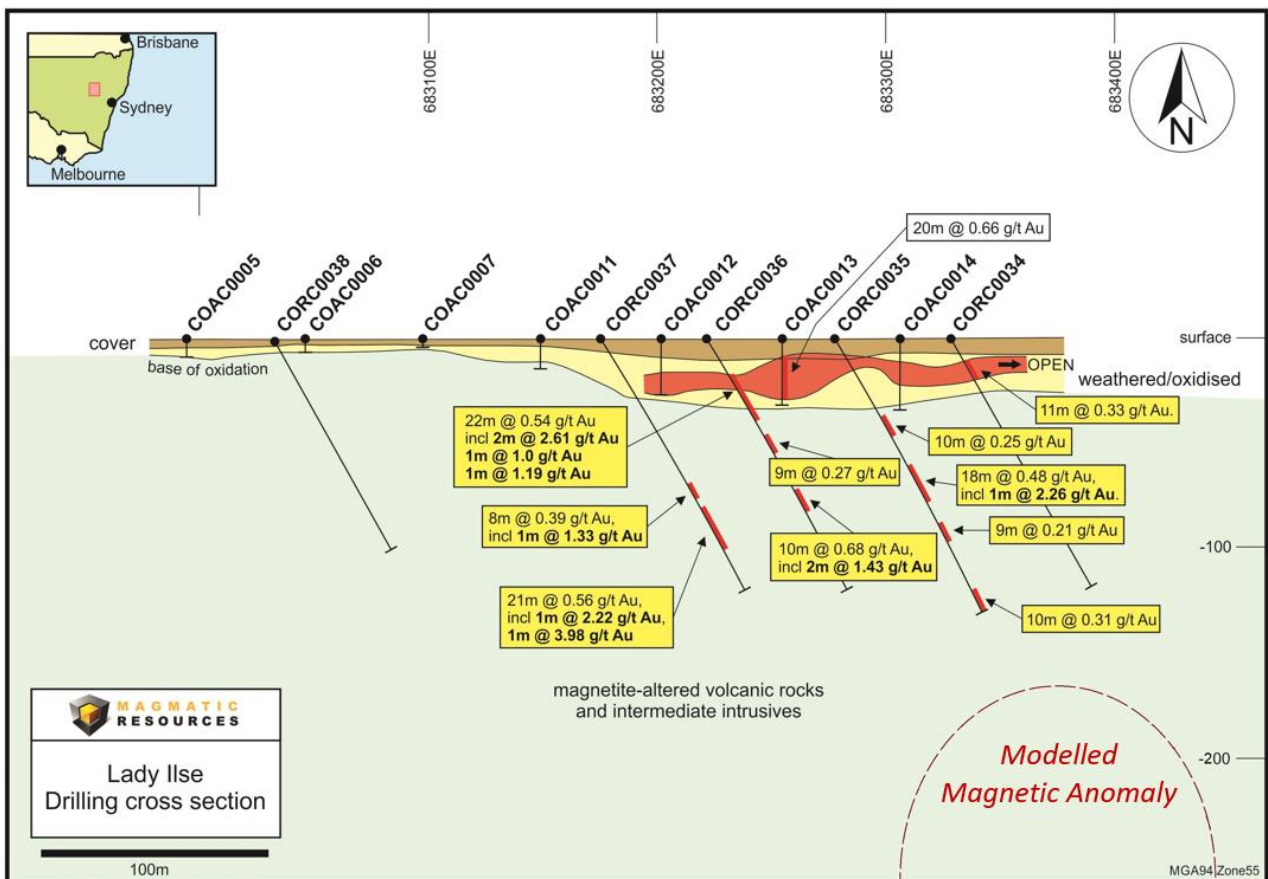 Brisbane
Sydney
Melbourne
683100E
683200E
683300E
683400E
N
20m @ 0.66 g/t Au
COAC0005
CORC0038
COAC0006
COAC0007
COAC0011
CORC0037
COAC0012
CORC0036
COAC0013
CORC0035
COAC0014
CORC0034
cover
surface
base of oxidation
OPEN
weathered/oxidised
22m @ 0.54 g/t Au
incl 2m @ 2.61 g/t Au
1m @ 1.0 g/t Au
1m @ 1.19 g/t Au
11m @ 0.33 g/t Au.
10m @ 0.25 g/t Au
9m @ 0.27 g/t Au
18m @ 0.48 g/t Au,
incl 1m @ 2.26 g/t Au.
8m @ 0.39 g/t Au,
incl 1m @ 1.33 g/t Au
9m @ 0.21 g/t Au
10m @ 0.68 g/t Au,
incl 2m @ 1.43 g/t Au
-100
21m @ 0.56 g/t Au,
incl 1m @ 2.22 g/t Au,
1m @ 3.98 g/t Au
10m @ 0.31 g/t Au
magnetite-altered volcanic rocks
and intermediate intrusives
MAGMATIC
RESOURCES
Lady Ilse
Drilling cross section
Modelled
Magnetic Anomaly
-200
100m
MGA94 Zone55